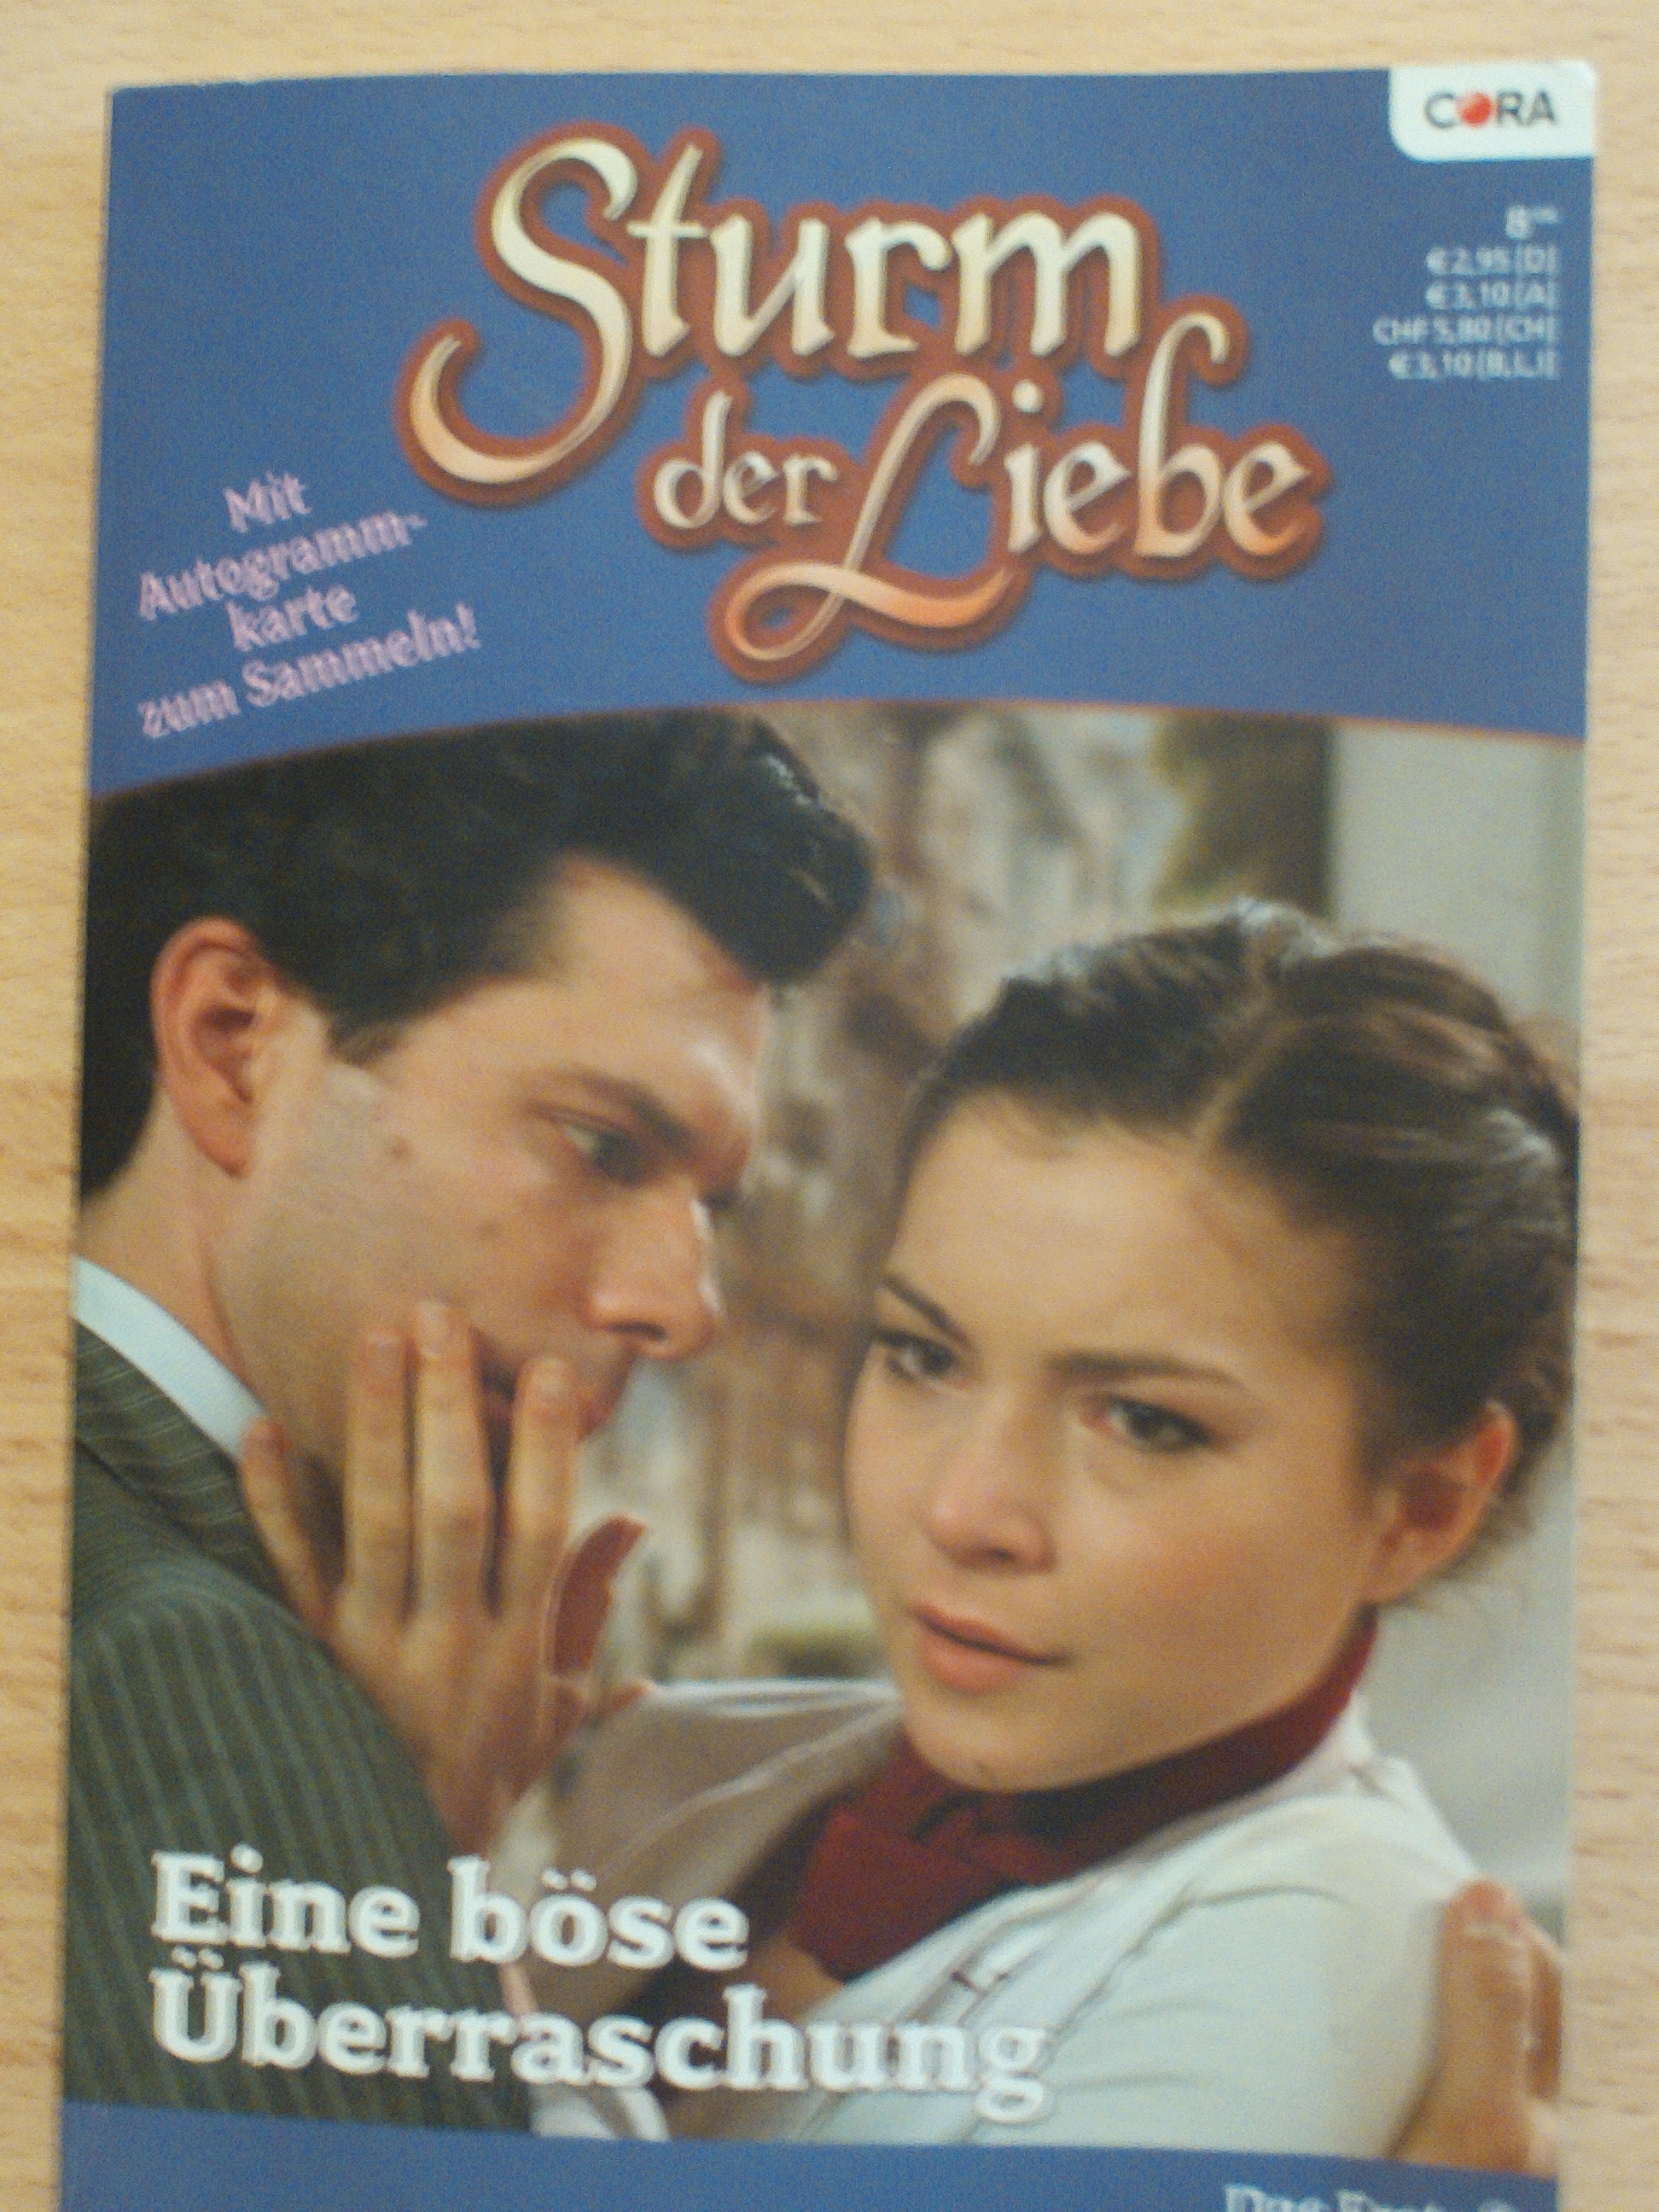 CORA
Sturm
der Liebe
8
€ 2,95 [D]
€ 3,10 [A]
CHF 5,80 [CH]
€ 3,10 [B,L,I]
Mit
Autogramm-
karte
zum Sammeln!
Eine böse
Überraschung